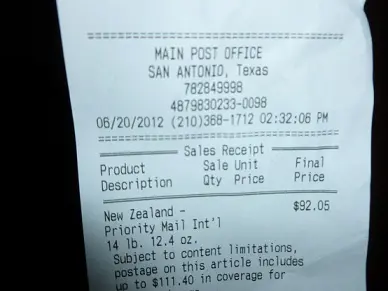 ================================
MAIN POST OFFICE
SAN ANTONIO, Texas
782849998
4879830233-0098
06/20/2012 (210)368-1712 02:32:06 PM
================================
Sales Receipt
Product Sale Unit Final
Description Qty Price Price
New Zealand - $92.05
Priority Mail Int'l
14 lb. 12.4 oz.
Subject to content limitations,
postage on this article includes
up to $111.40 in coverage for